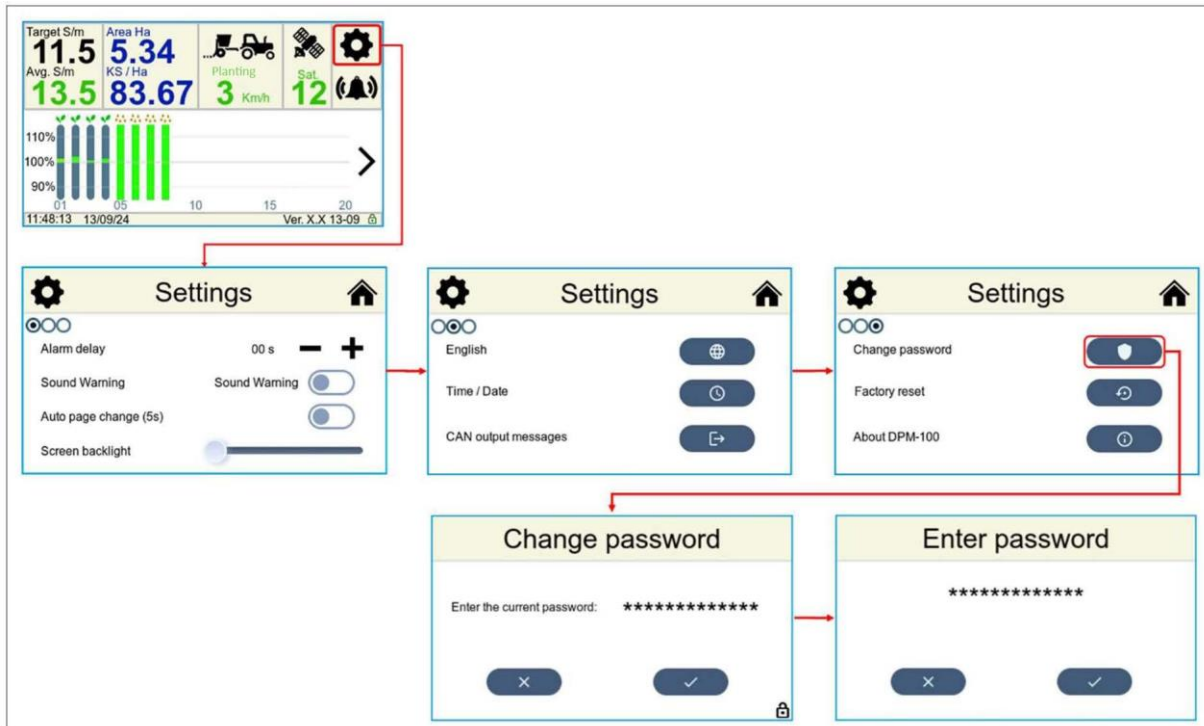 Target S/m Area Ha
11.5 5.34
Avg. S/m KS / Ha Planting Sat.
13.5 83.67 3 Km/h 12
110%
100%
90%
01 05 10 15 20
11:48:13 13/09/24 Ver. X.X 13-09
Settings
Alarm delay 00 s
Sound Warning Sound Warning
Auto page change (5s)
Screen backlight
Settings
English
Time / Date
CAN output messages
Settings
Change password
Factory reset
About DPM-100
Change password
Enter the current password: *************
Enter password
*************